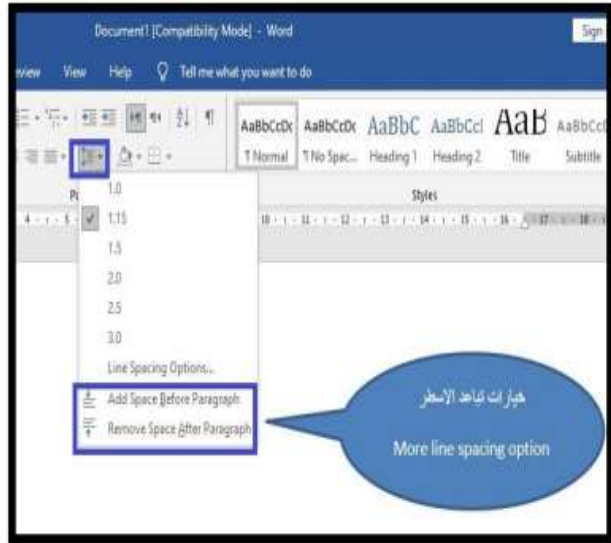 Document1 [Compatibility Mode] - Word
Sign
eview View Help Tell me what you want to do
AaBbCcDc AaBbCcDc AaBbC AaBbCcI AaB AaBbCcL
¶ Normal ¶ No Spac... Heading 1 Heading 2 Title Subtitle
Styles
1.0
1.15
1.5
2.0
2.5
3.0
Line Spacing Options...
Add Space Before Paragraph
Remove Space After Paragraph
خيارات تباعد الاسطر
More line spacing option